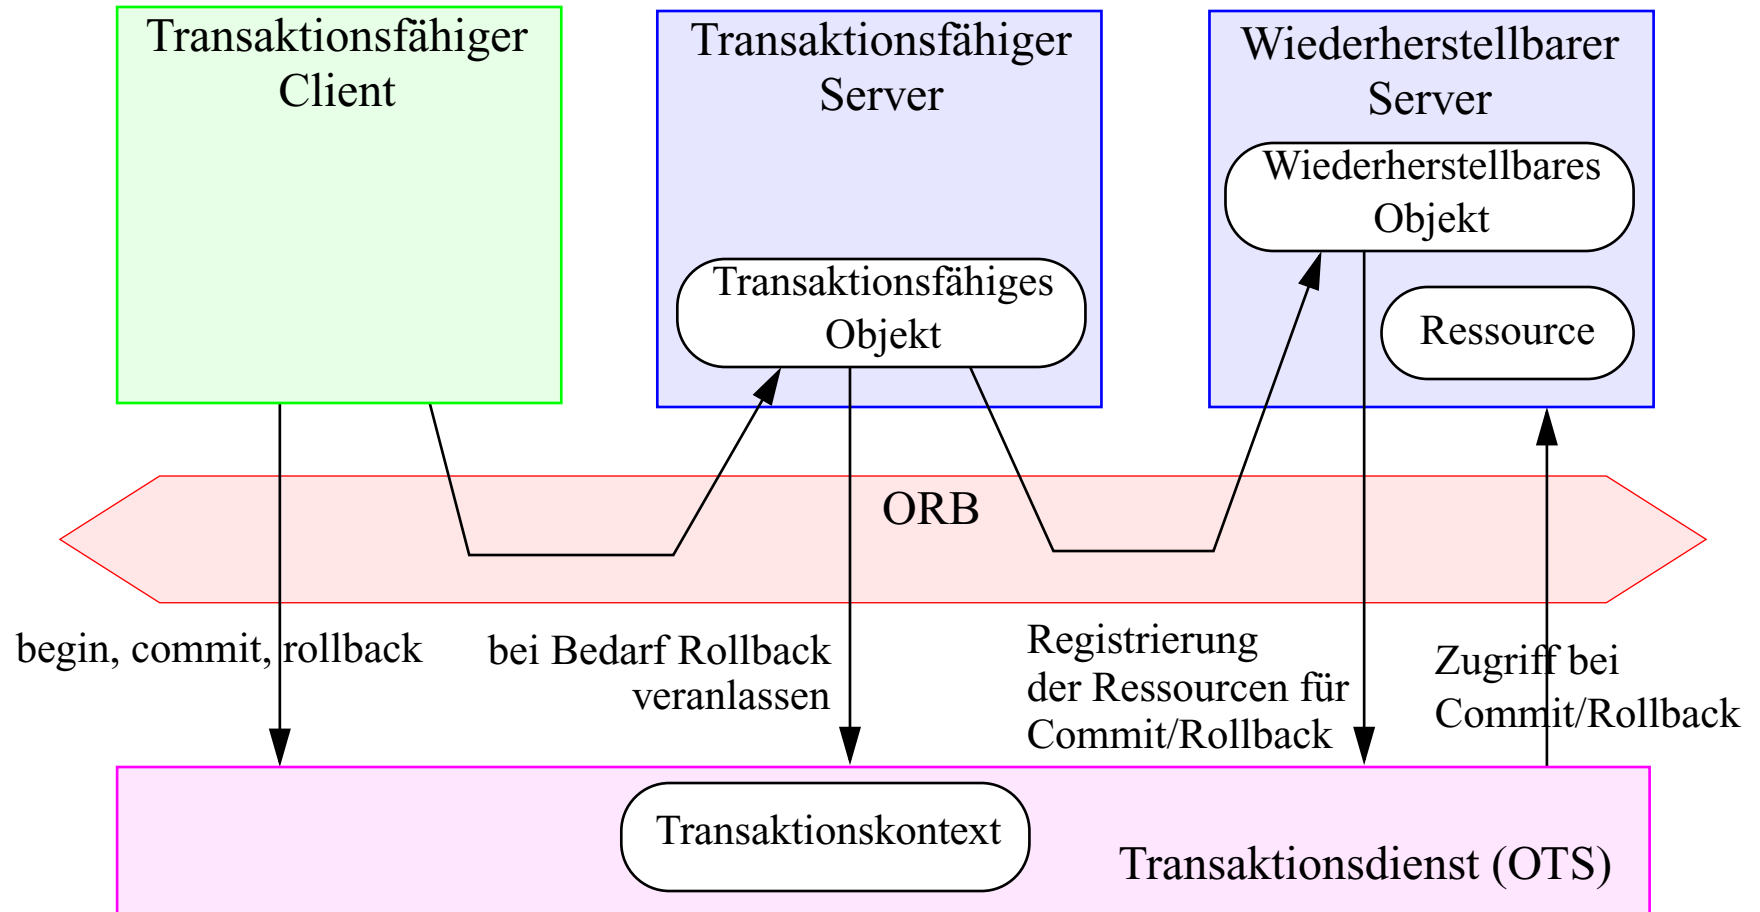 Transaktionsfähiger
Client
Transaktionsfähiger
Server
Transaktionsfähiges
Objekt
Wiederherstellbarer
Server
Wiederherstellbares
Objekt
Ressource
ORB
begin, commit, rollback
bei Bedarf Rollback
veranlassen
Registrierung
der Ressourcen für
Commit/Rollback
Zugriff bei
Commit/Rollback
Transaktionskontext
Transaktionsdienst (OTS)